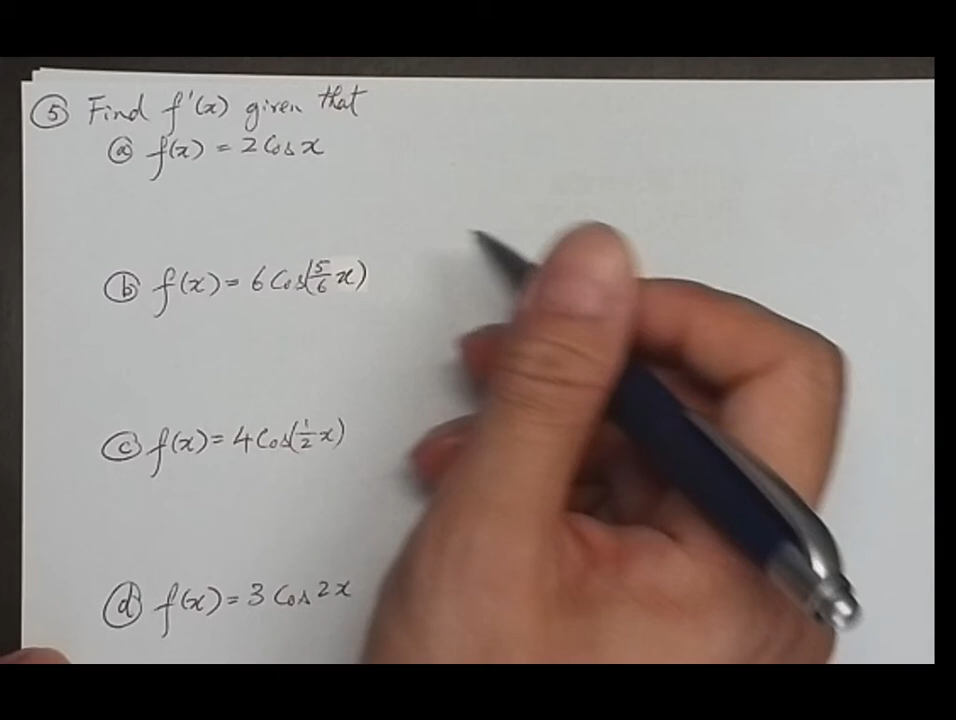 ⑤ Find f'(x) given that
ⓐ f(x) = 2 Cos x
ⓑ f(x) = 6 Cos(5/6 x)
ⓒ f(x) = 4 Cos(1/2 x)
ⓓ f(x) = 3 Cos 2x